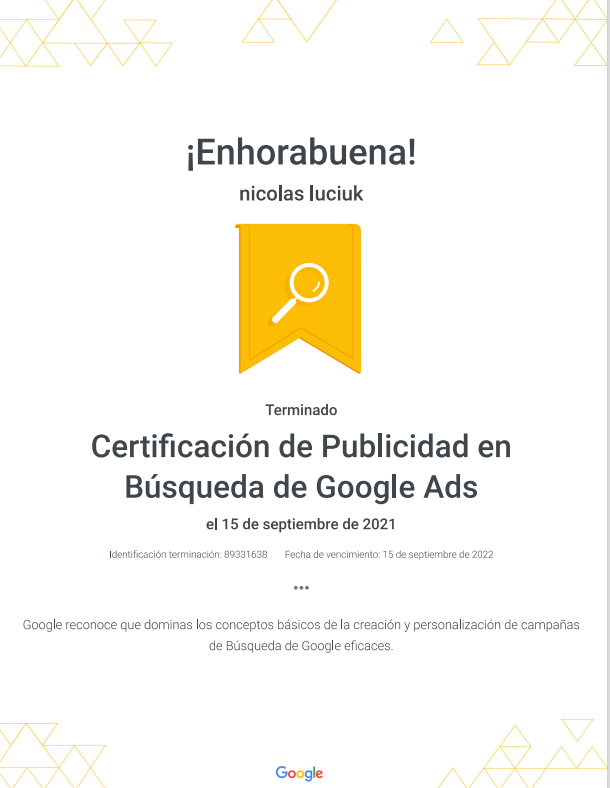 ¡Enhorabuena!
nicolas luciuk
Terminado
Certificación de Publicidad en
Búsqueda de Google Ads
el 15 de septiembre de 2021
Identificación terminación: 89331638 Fecha de vencimiento: 15 de septiembre de 2022
•••
Google reconoce que dominas los conceptos básicos de la creación y personalización de campañas
de Búsqueda de Google eficaces.
Google